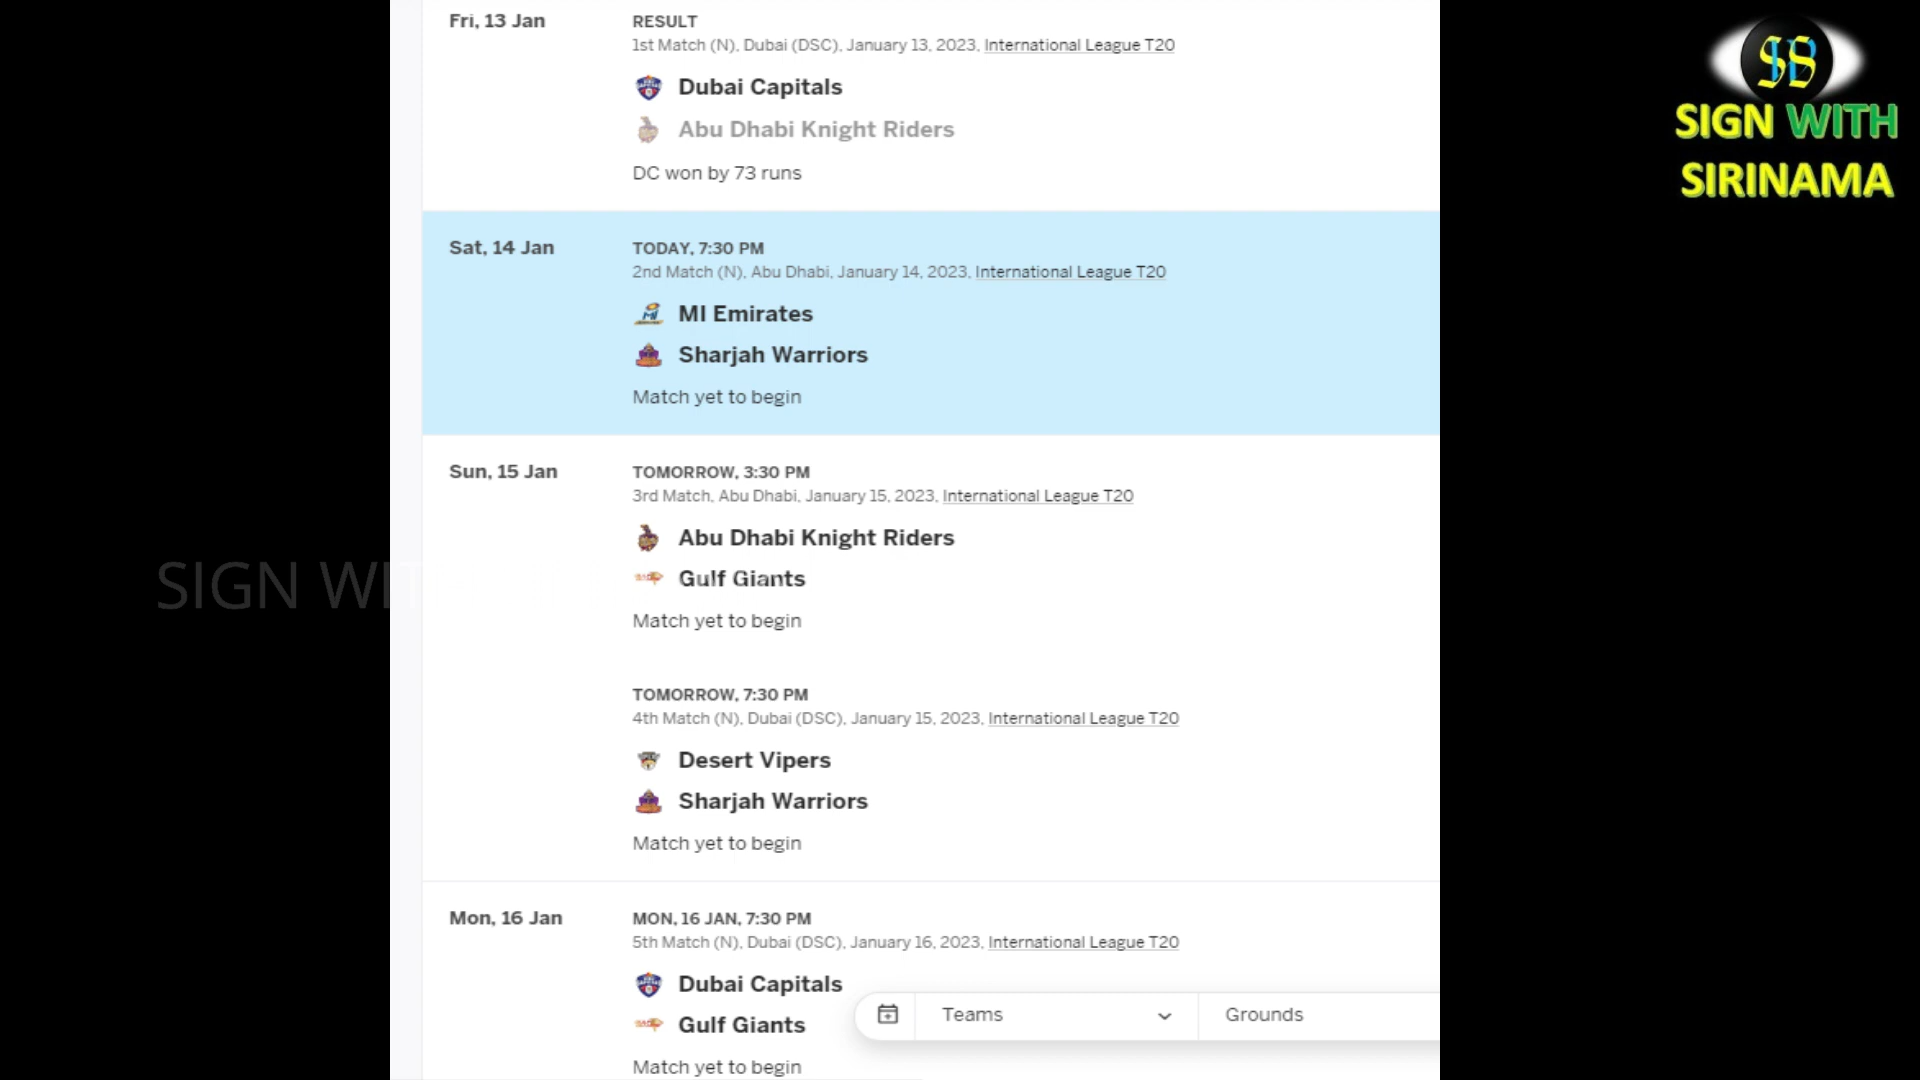 Fri, 13 Jan
RESULT
1st Match (N), Dubai (DSC), January 13, 2023, International League T20
Dubai Capitals
Abu Dhabi Knight Riders
DC won by 73 runs
Sat, 14 Jan
TODAY, 7:30 PM
2nd Match (N), Abu Dhabi, January 14, 2023, International League T20
MI Emirates
Sharjah Warriors
Match yet to begin
Sun, 15 Jan
TOMORROW, 3:30 PM
3rd Match, Abu Dhabi, January 15, 2023, International League T20
Abu Dhabi Knight Riders
Gulf Giants
Match yet to begin
TOMORROW, 7:30 PM
4th Match (N), Dubai (DSC), January 15, 2023, International League T20
Desert Vipers
Sharjah Warriors
Match yet to begin
Mon, 16 Jan
MON, 16 JAN, 7:30 PM
5th Match (N), Dubai (DSC), January 16, 2023, International League T20
Dubai Capitals
Gulf Giants
Match yet to begin
Teams
Grounds
SIGN WITH
SIRINAMA
SIGN WIT